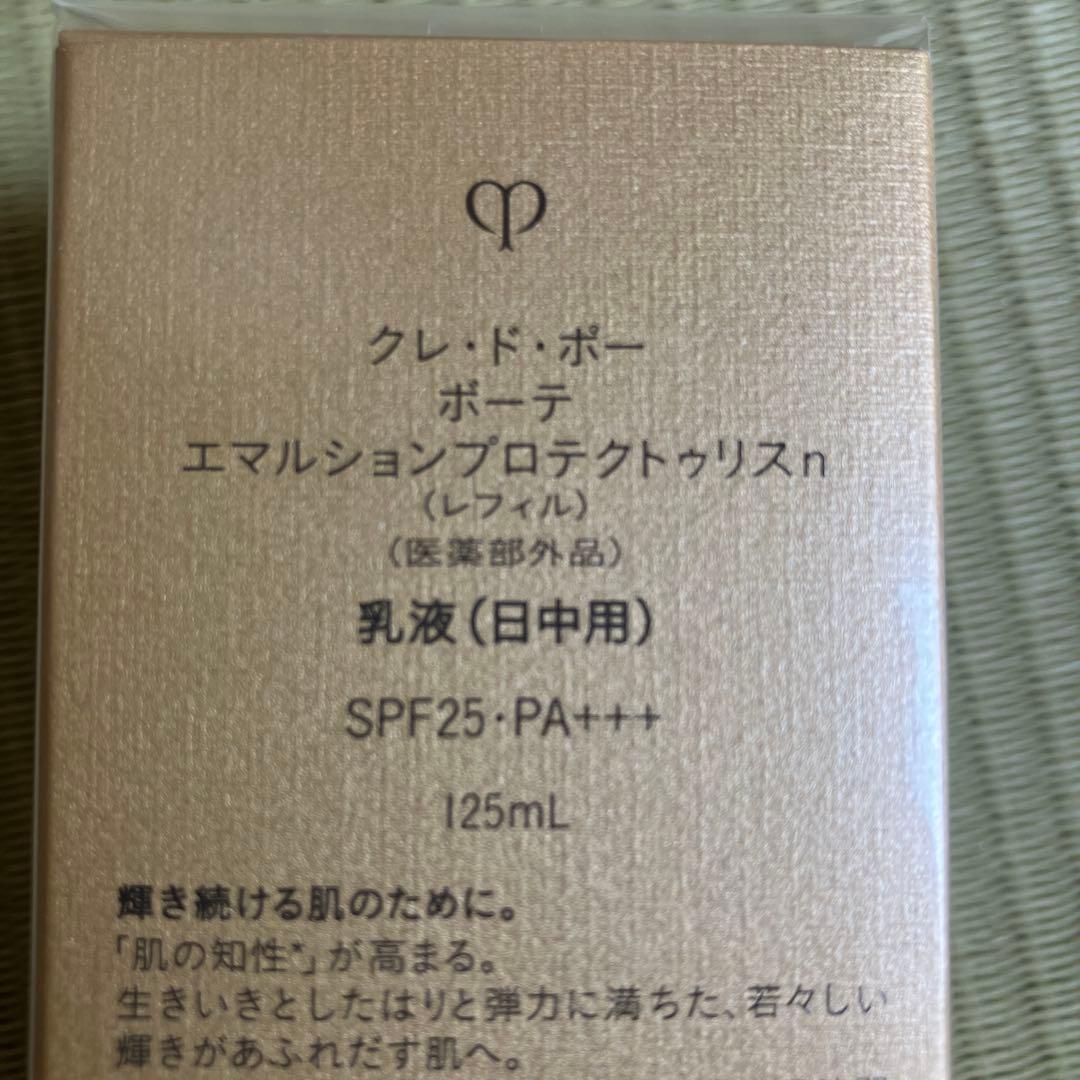 クレ・ド・ポー
ボーテ
エマルションプロテクトゥリスn
（レフィル）
（医薬部外品）
乳液（日中用）
SPF25・PA+++
125mL
輝き続ける肌のために。
「肌の知性*」が高まる。
生きいきとしたはりと弾力に満ちた、若々しい
輝きがあふれだす肌へ。